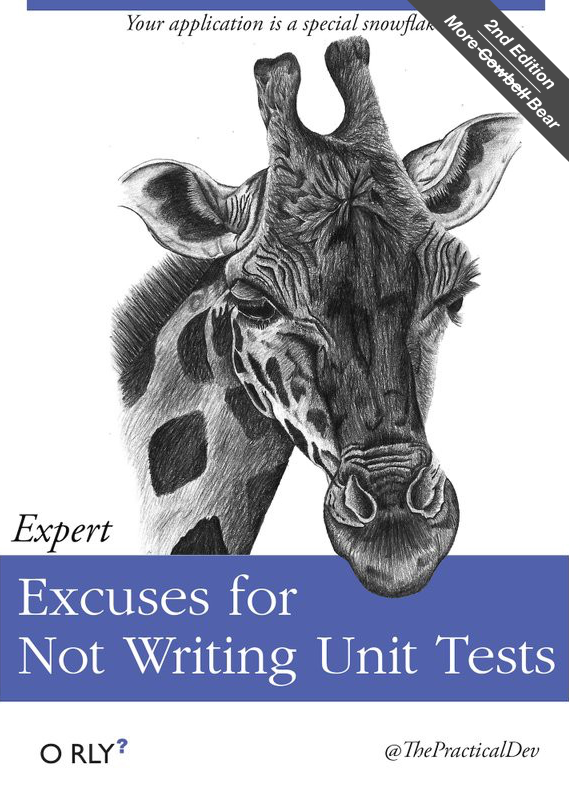 Your application is a special snowflak
2nd Edition
More Cowbell Bear
Expert
Excuses for
Not Writing Unit Tests
O RLY?
@ThePracticalDev